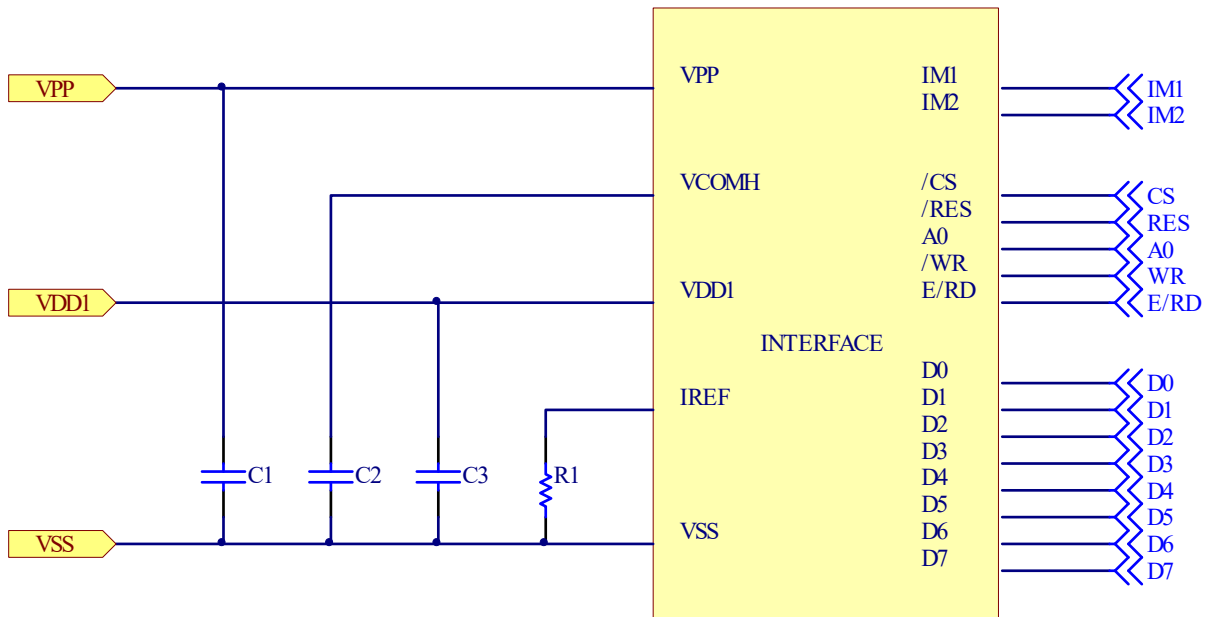 VPP
VDD1
VSS
C1
C2
C3
R1
VPP
VCOMH
VDD1
IREF
VSS
INTERFACE
IM1
IM2
/CS
/RES
A0
/WR
E/RD
D0
D1
D2
D3
D4
D5
D6
D7
IM1
IM2
CS
RES
A0
WR
E/RD
D0
D1
D2
D3
D4
D5
D6
D7